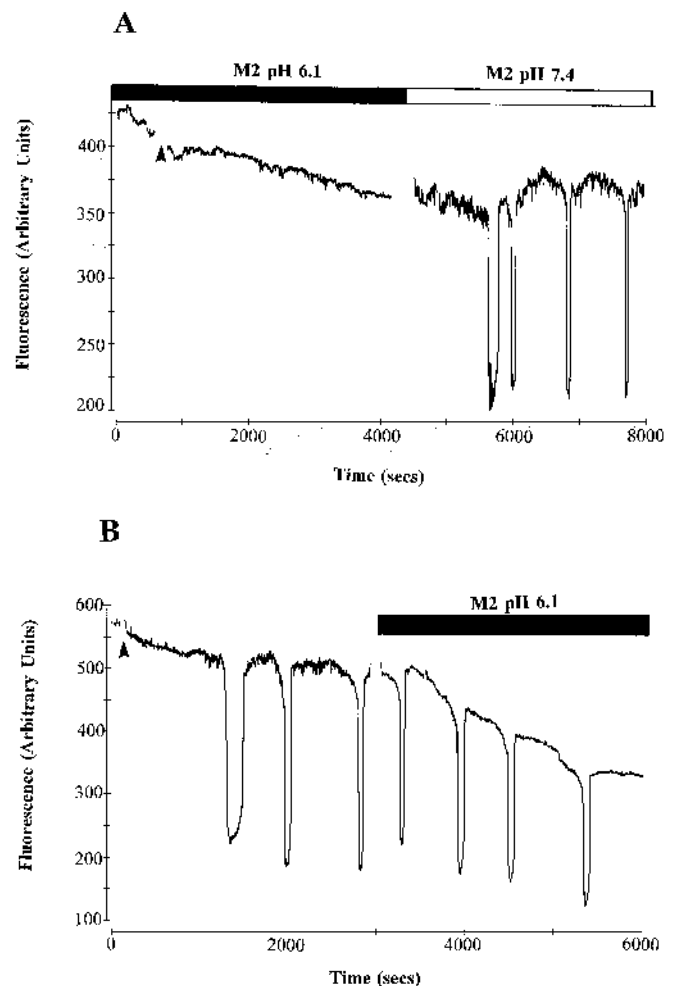 A
M2 pH 6.1
M2 pH 7.4
Fluorescence (Arbitrary Units)
400
350
300
250
200
0
2000
4000
6000
8000
Time (secs)
B
M2 pH 6.1
Fluorescence (Arbitrary Units)
600
500
400
300
200
100
0
2000
4000
6000
Time (secs)